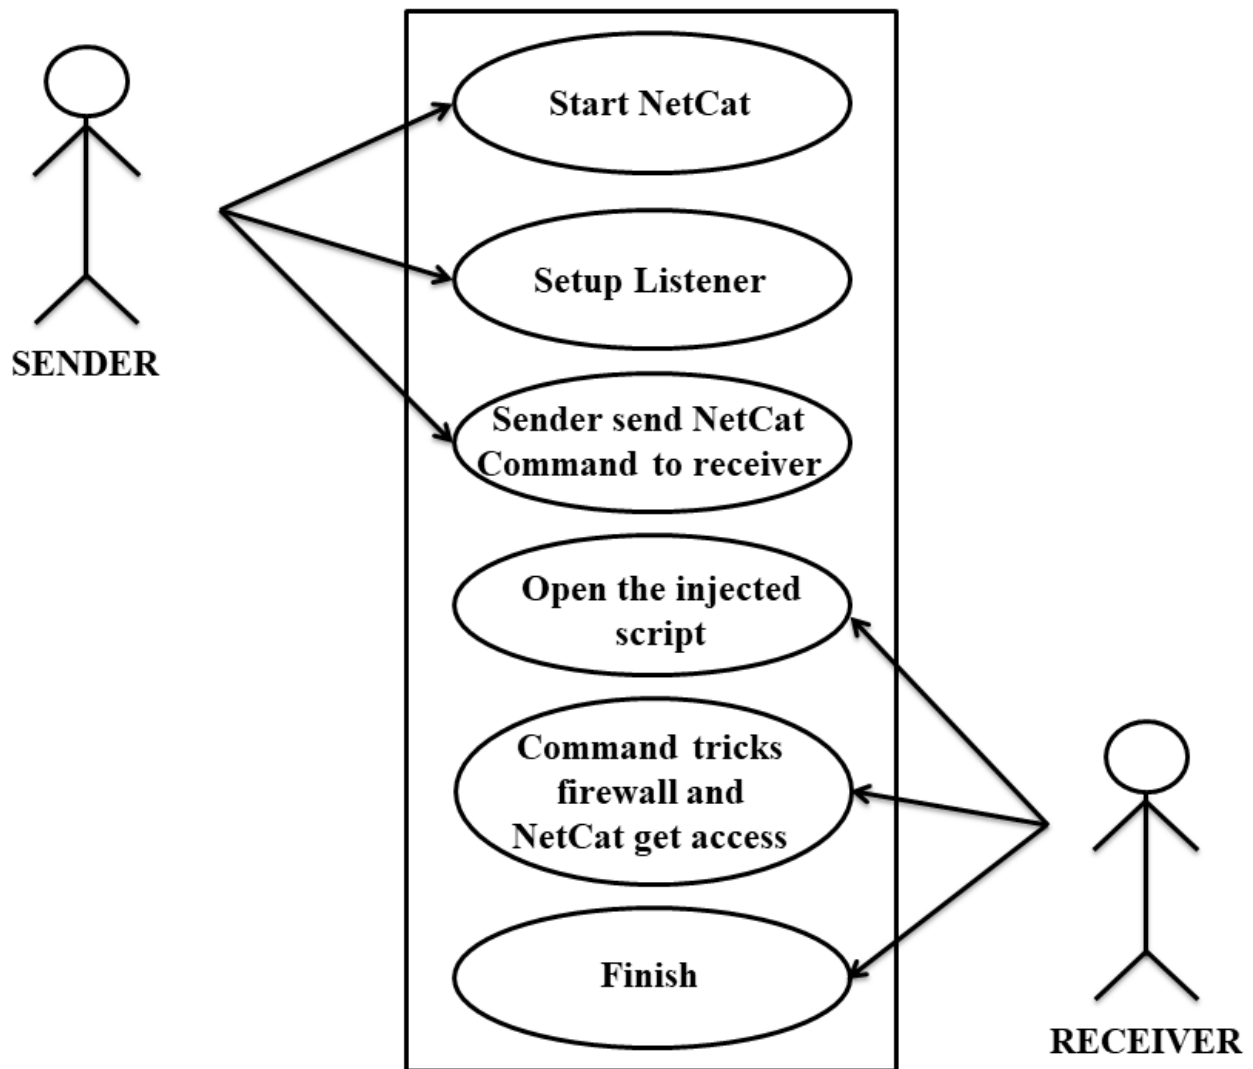 Start NetCat
Setup Listener
SENDER
Sender send NetCat
Command to receiver
Open the injected
script
Command tricks
firewall and
NetCat get access
Finish
RECEIVER